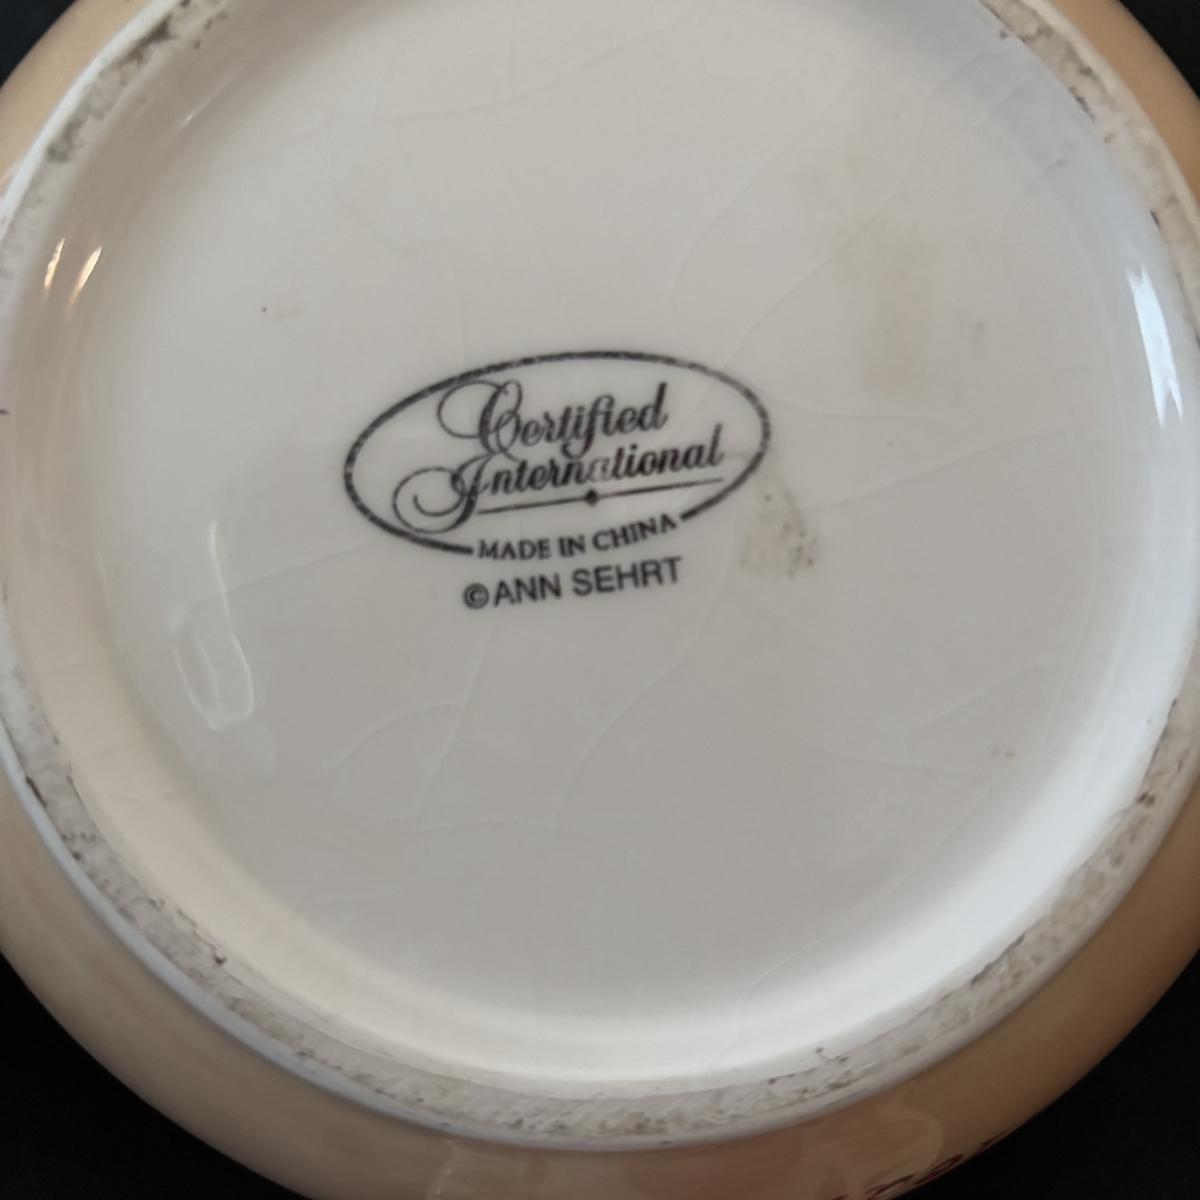 Certified
International
MADE IN CHINA
©ANN SEHRT